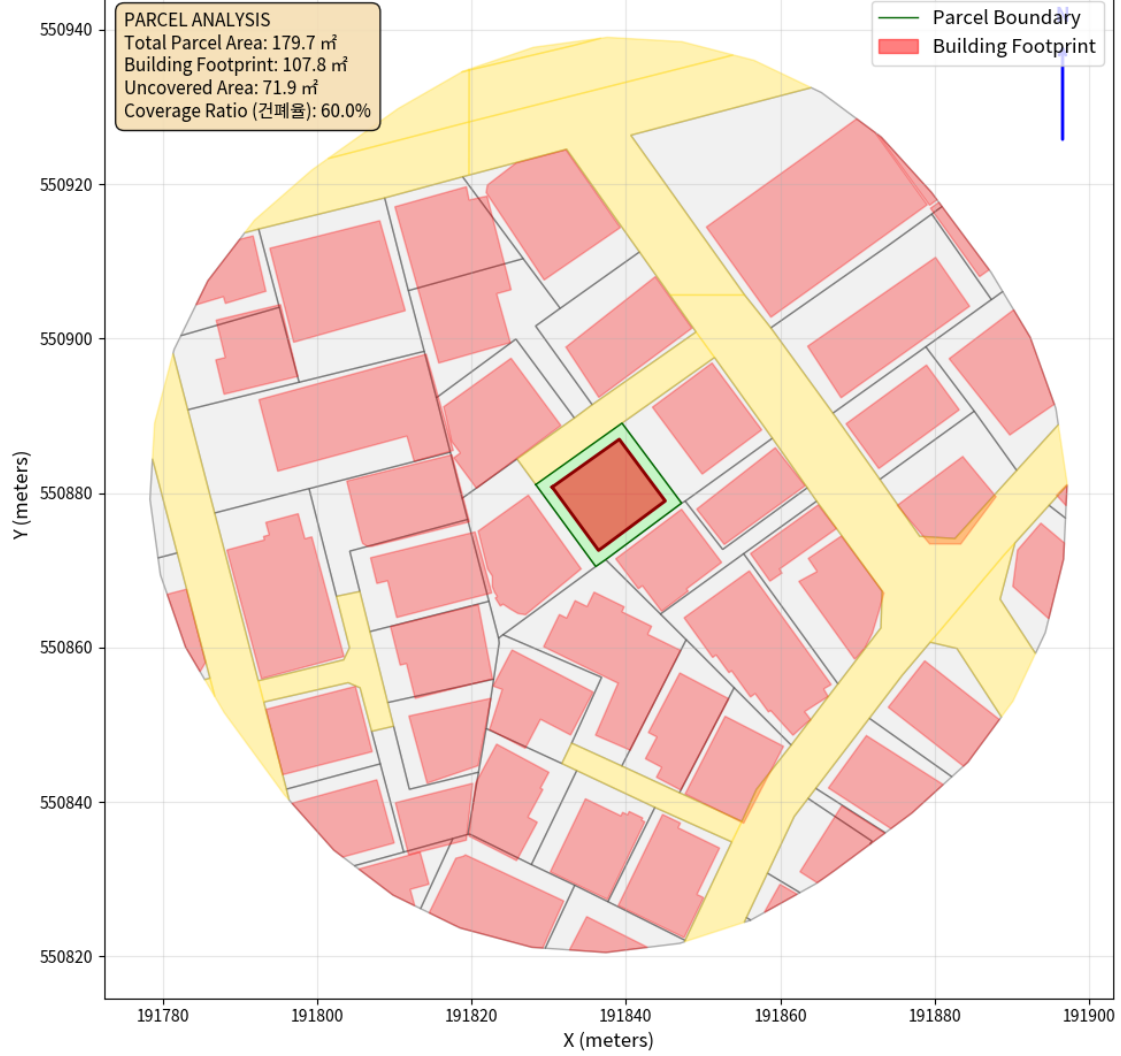 PARCEL ANALYSIS
Total Parcel Area: 179.7 ㎡
Building Footprint: 107.8 ㎡
Uncovered Area: 71.9 ㎡
Coverage Ratio (건폐율): 60.0%
Parcel Boundary
Building Footprint
N
550940
550920
550900
550880
550860
550840
550820
Y (meters)
191780
191800
191820
191840
191860
191880
191900
X (meters)